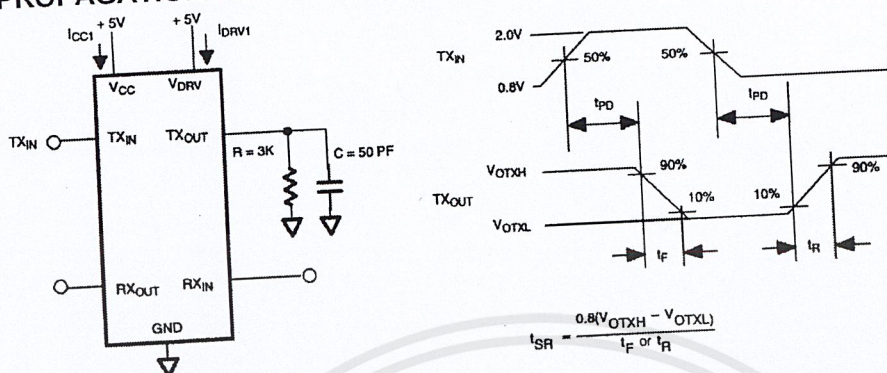 I_CC1
+ 5V
+ 5V
I_DRV1
V_CC
V_DRV
TX_IN
TX_IN
TX_OUT
R = 3K
C = 50 PF
RX_OUT
RX_IN
GND
TX_IN
2.0V
0.8V
50%
50%
t_PD
t_PD
TX_OUT
V_OTXH
V_OTXL
90%
10%
10%
90%
t_F
t_R
t_SR = 0.8(V_OTXH − V_OTXL)
t_F or t_R